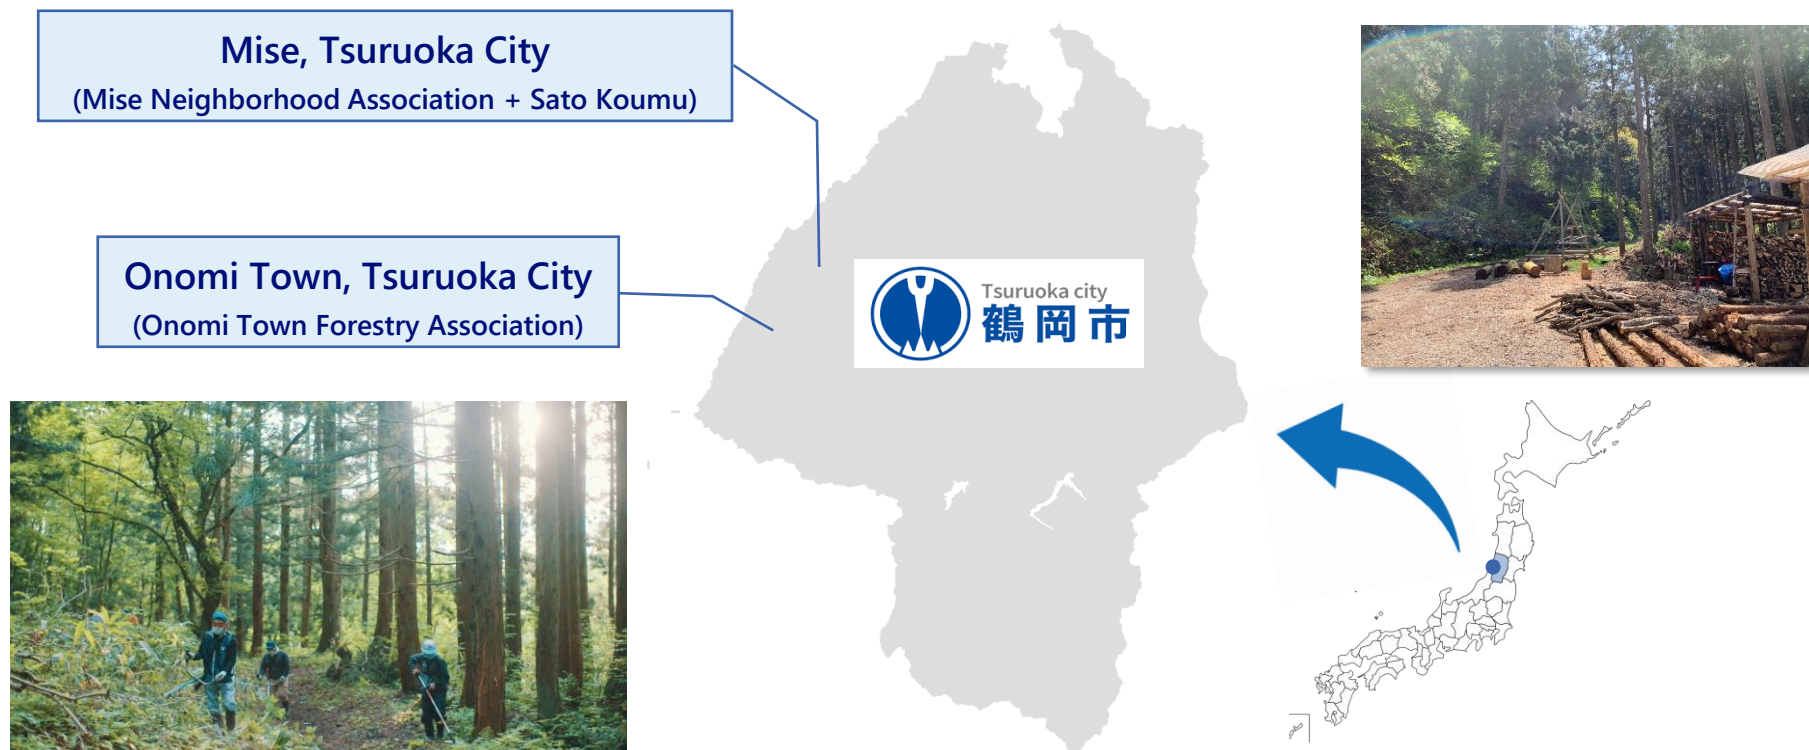 Mise, Tsuruoka City
(Mise Neighborhood Association + Sato Koumu)
Onomi Town, Tsuruoka City
(Onomi Town Forestry Association)
Tsuruoka city
鶴岡市